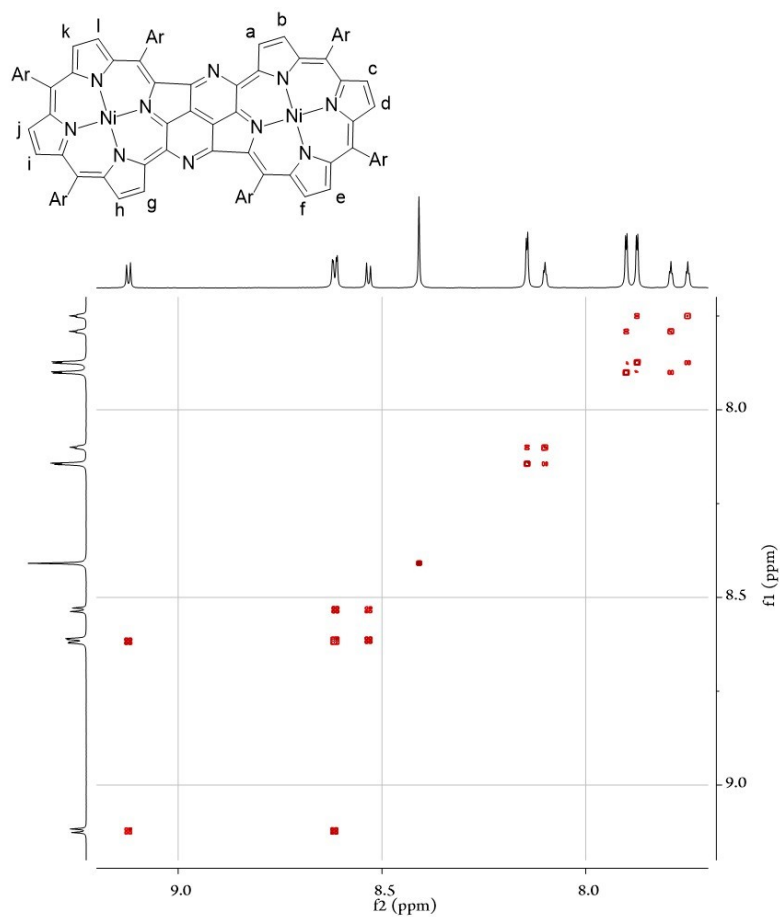 k l Ar a b Ar
Ar N N c
N Ni N N Ni N d
j
i N N N Ar
Ar h g Ar f e
8.0
8.5
9.0
f1 (ppm)
9.0 8.5 8.0
f2 (ppm)